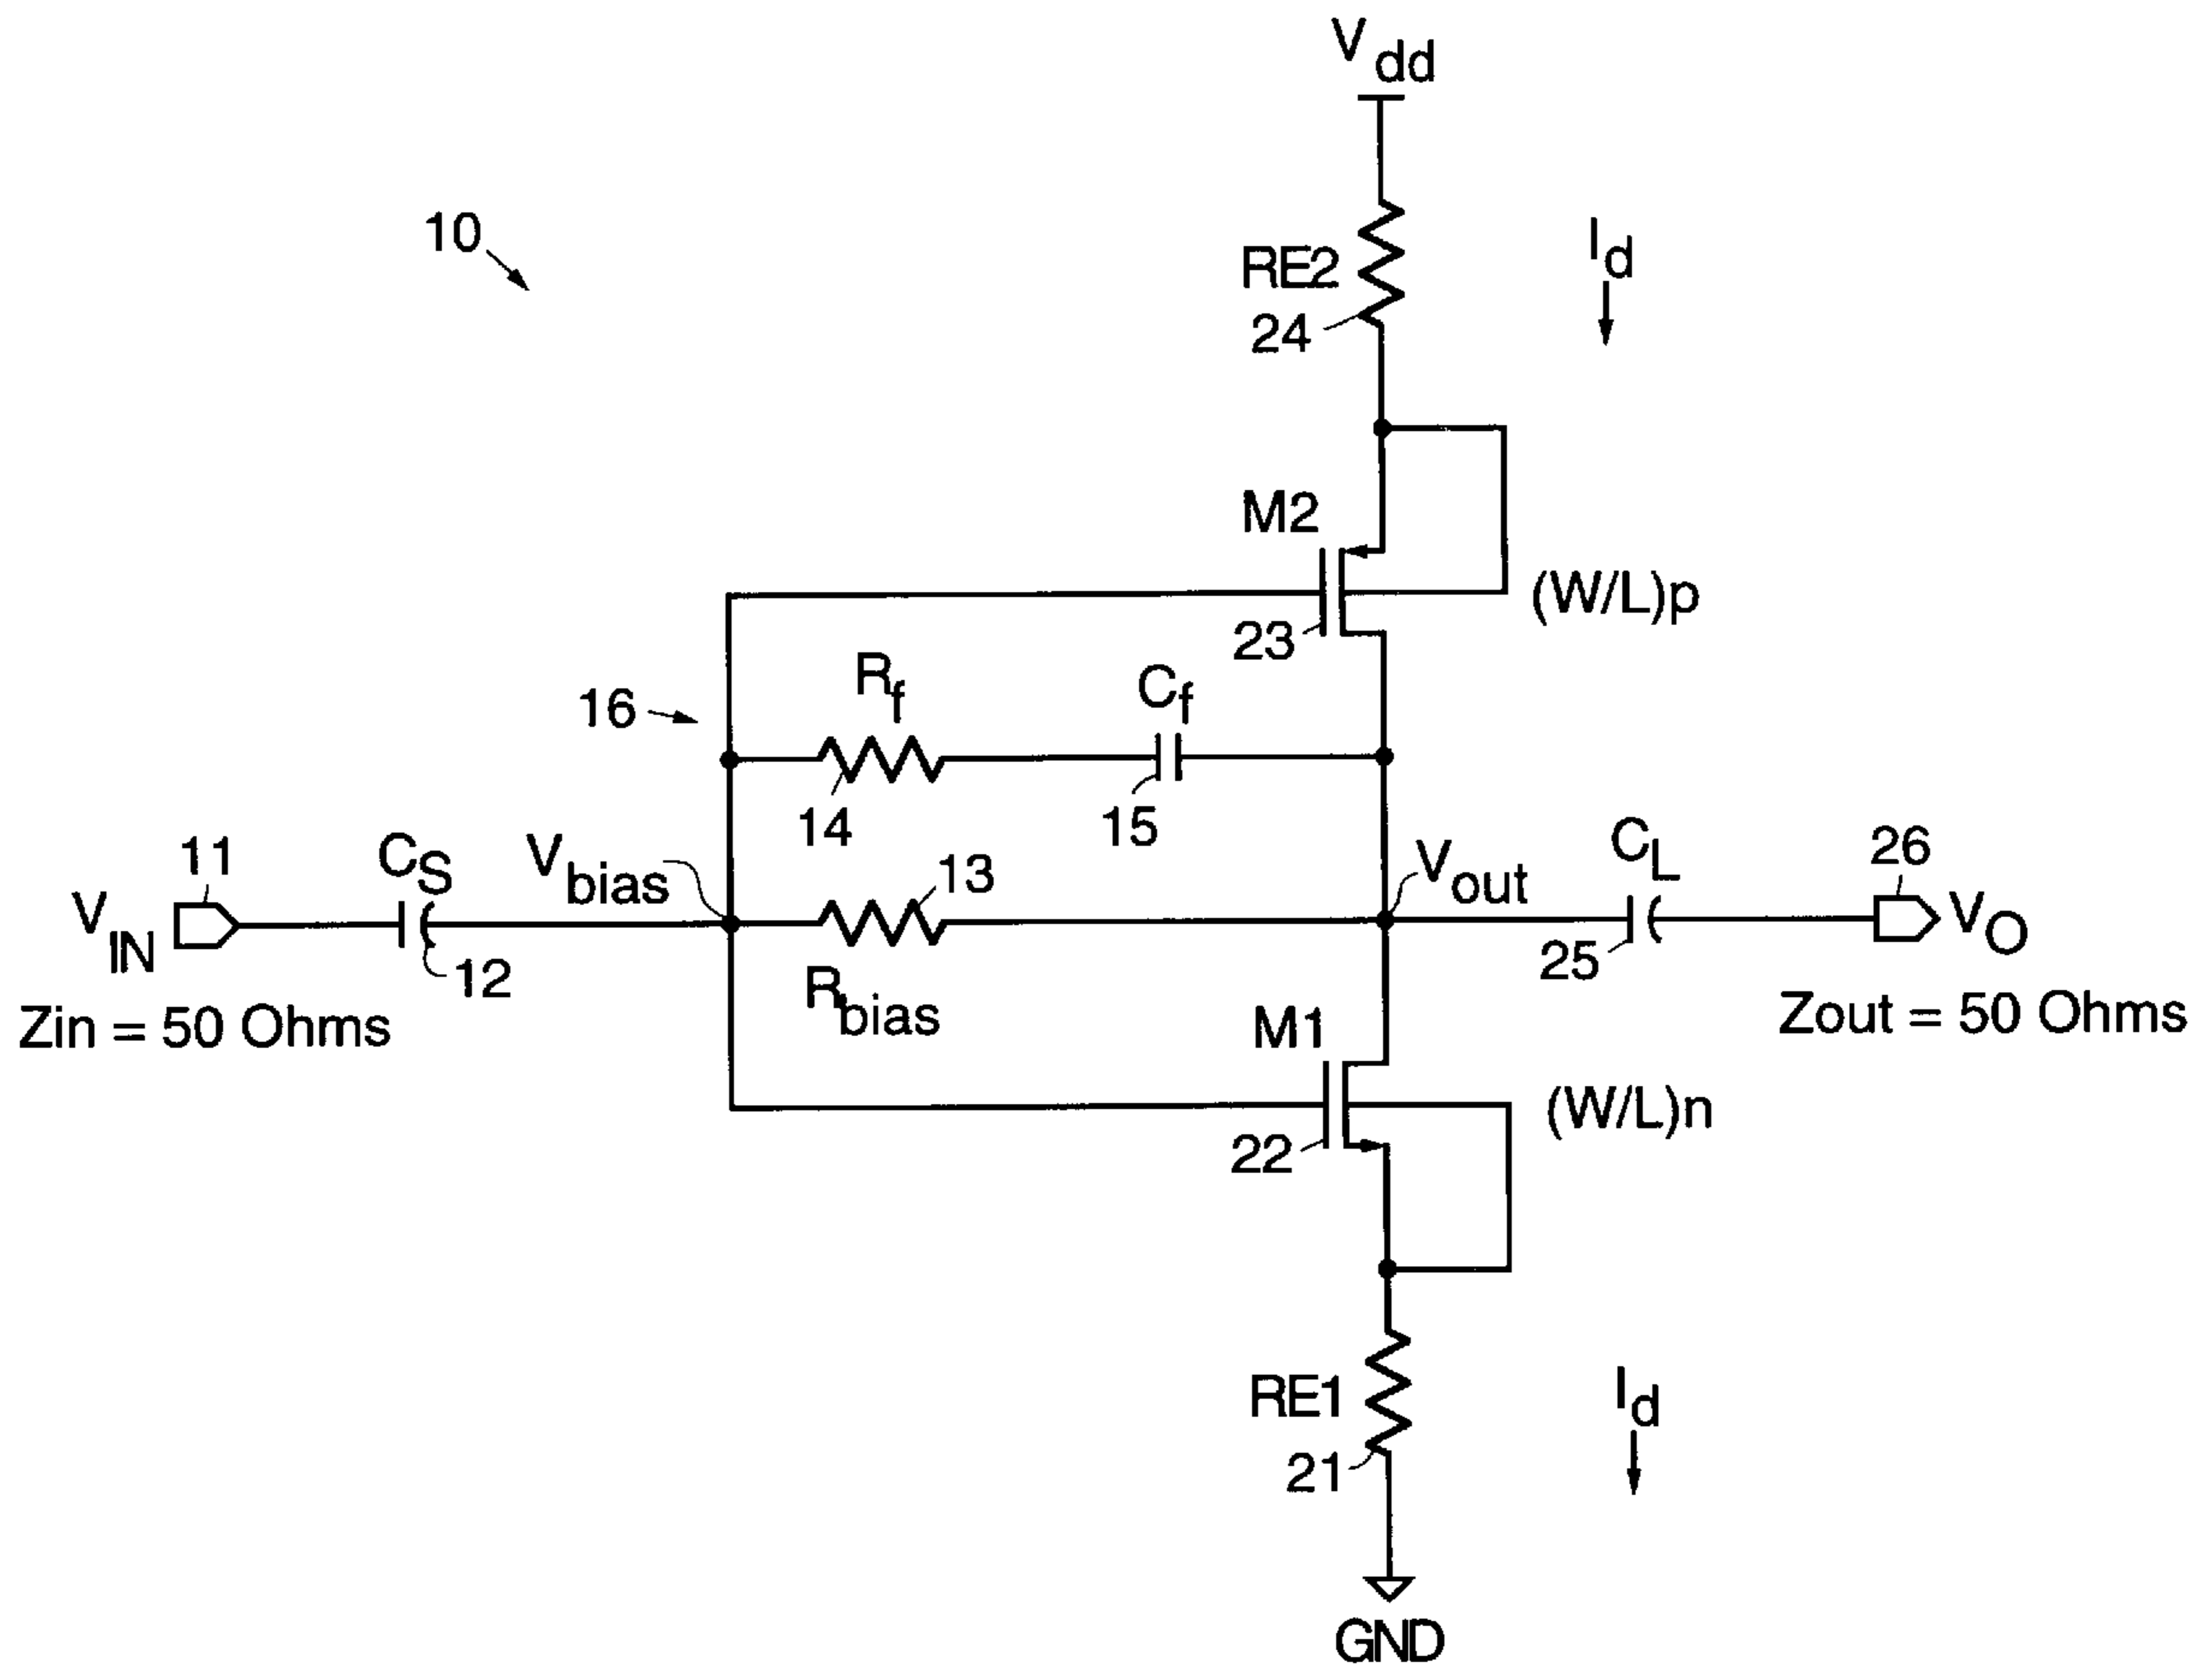 Vdd
10
RE2
24
Id
M2
(W/L)p
23
Rf
Cf
16
14
15
11
CS
Vbias
13
Vout
CL
26
VIN
12
25
VO
Zin = 50 Ohms
Rbias
Zout = 50 Ohms
M1
(W/L)n
22
RE1
21
Id
GND